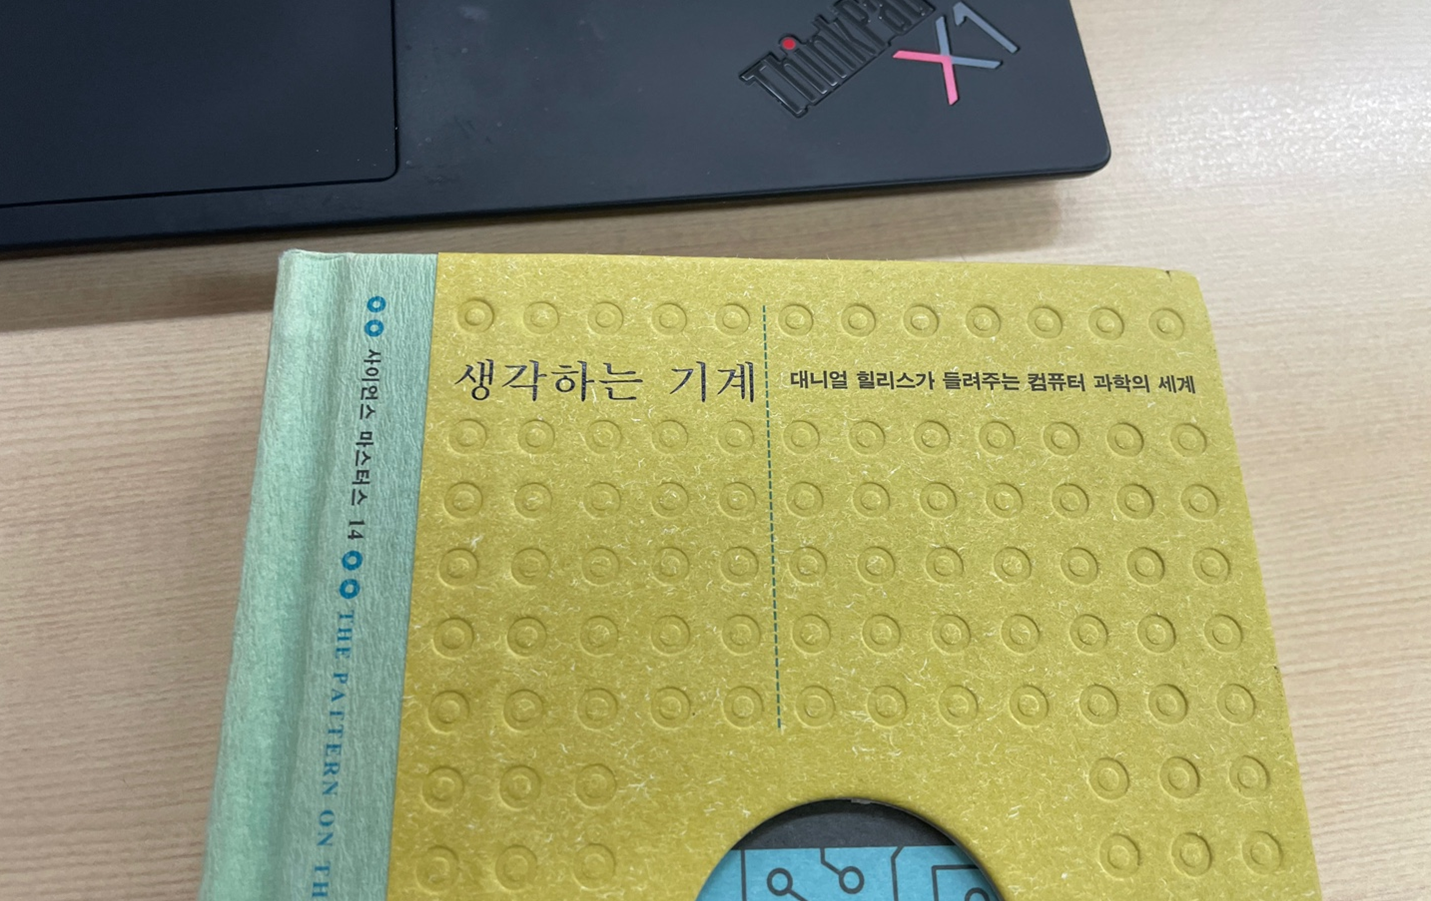 ThinkPad
X1
생각하는 기계
대니얼 힐리스가 들려주는 컴퓨터 과학의 세계
사이언스 마스터스 14
THE PATTERN ON TH